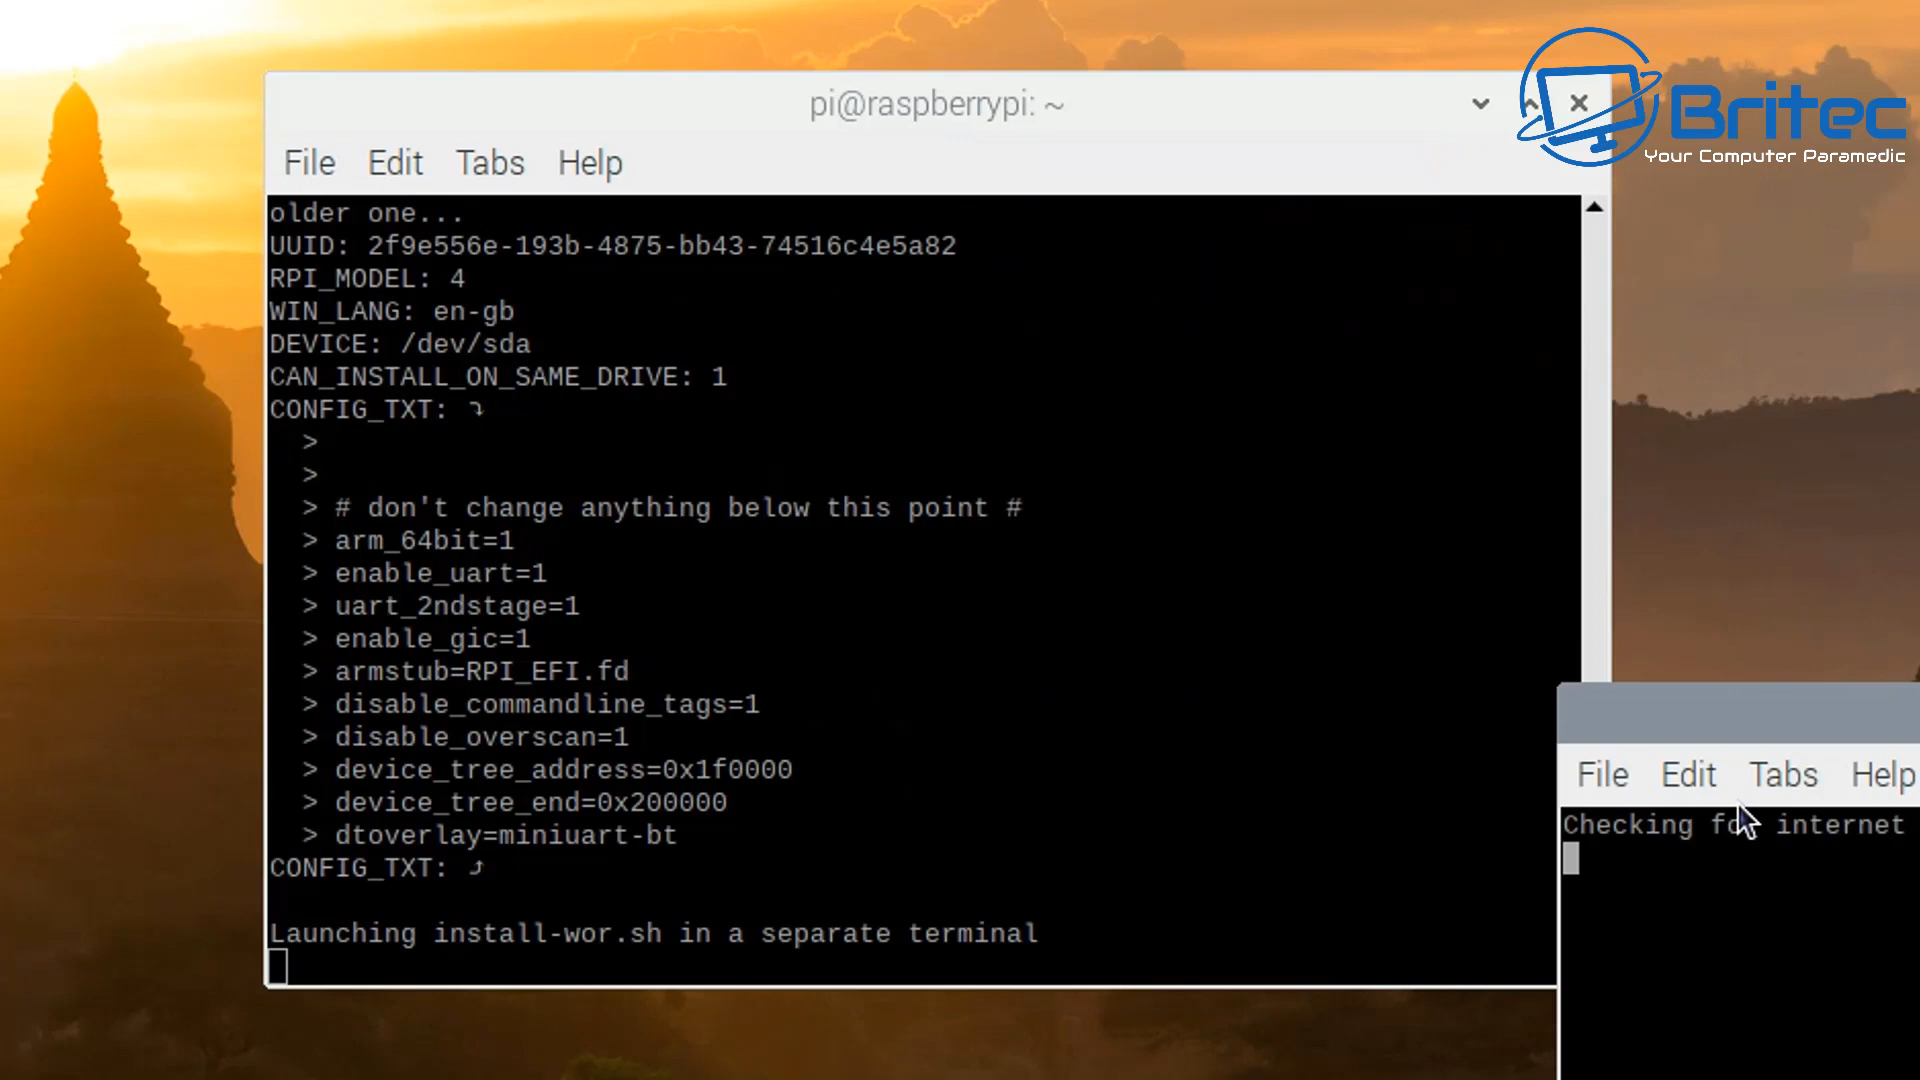 Britec
Your Computer Paramedic
pi@raspberrypi: ~
File Edit Tabs Help
older one...
UUID: 2f9e556e-193b-4875-bb43-74516c4e5a82
RPI_MODEL: 4
WIN_LANG: en-gb
DEVICE: /dev/sda
CAN_INSTALL_ON_SAME_DRIVE: 1
CONFIG_TXT: ⤵
>
>
> # don't change anything below this point #
> arm_64bit=1
> enable_uart=1
> uart_2ndstage=1
> enable_gic=1
> armstub=RPI_EFI.fd
> disable_commandline_tags=1
> disable_overscan=1
> device_tree_address=0x1f0000
> device_tree_end=0x200000
> dtoverlay=miniuart-bt
CONFIG_TXT: ⤴
Launching install-wor.sh in a separate terminal
File Edit Tabs Help
Checking for internet